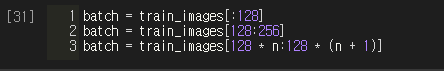 [31] 1 batch = train_images[:128]
2 batch = train_images[128:256]
3 batch = train_images[128 * n:128 * (n + 1)]